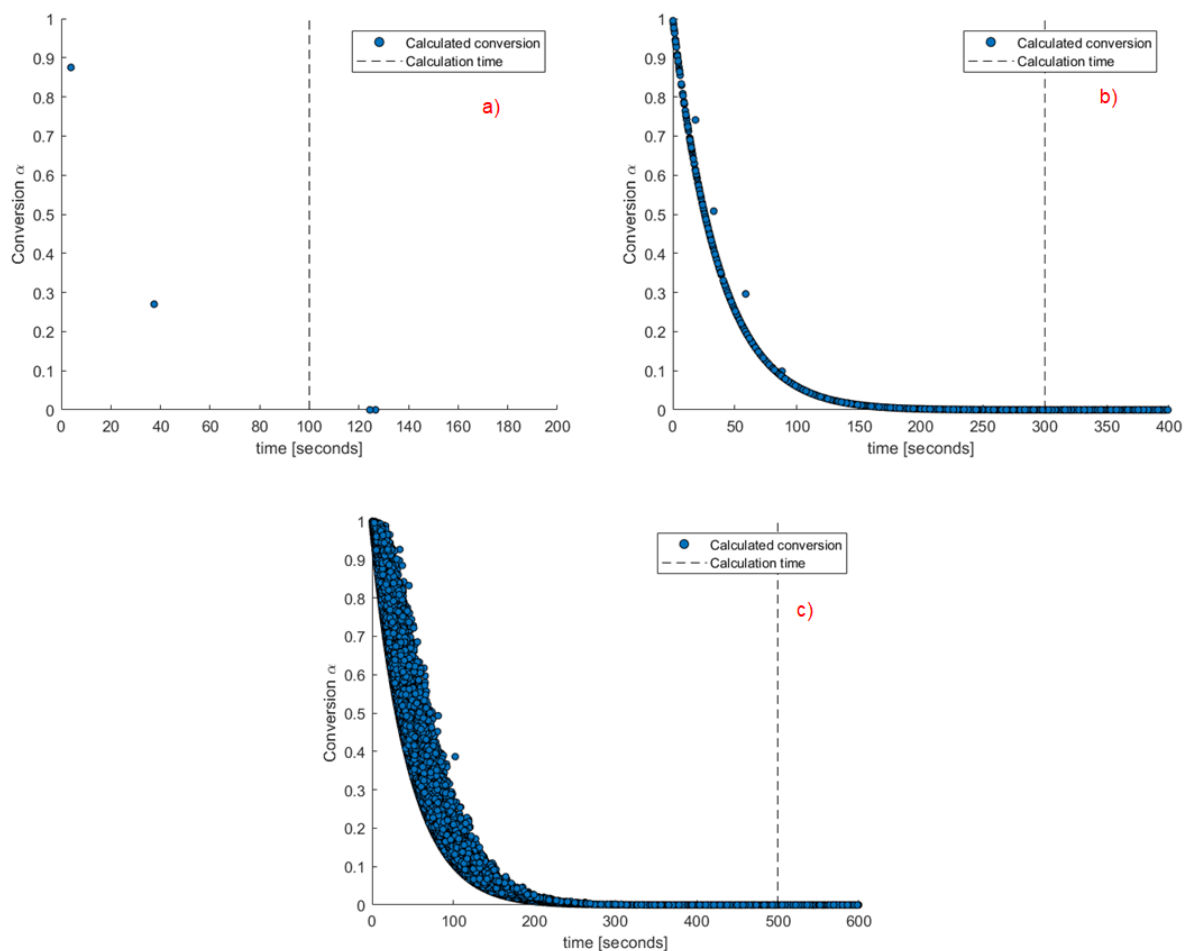 1
0.9
0.8
0.7
0.6
0.5
0.4
0.3
0.2
0.1
0
Conversion α
0 20 40 60 80 100 120 140 160 180 200
time [seconds]
Calculated conversion
Calculation time
a)
1
0.9
0.8
0.7
0.6
0.5
0.4
0.3
0.2
0.1
0
Conversion α
0 50 100 150 200 250 300 350 400
time [seconds]
Calculated conversion
Calculation time
b)
1
0.9
0.8
0.7
0.6
0.5
0.4
0.3
0.2
0.1
0
Conversion α
0 100 200 300 400 500 600
time [seconds]
Calculated conversion
Calculation time
c)